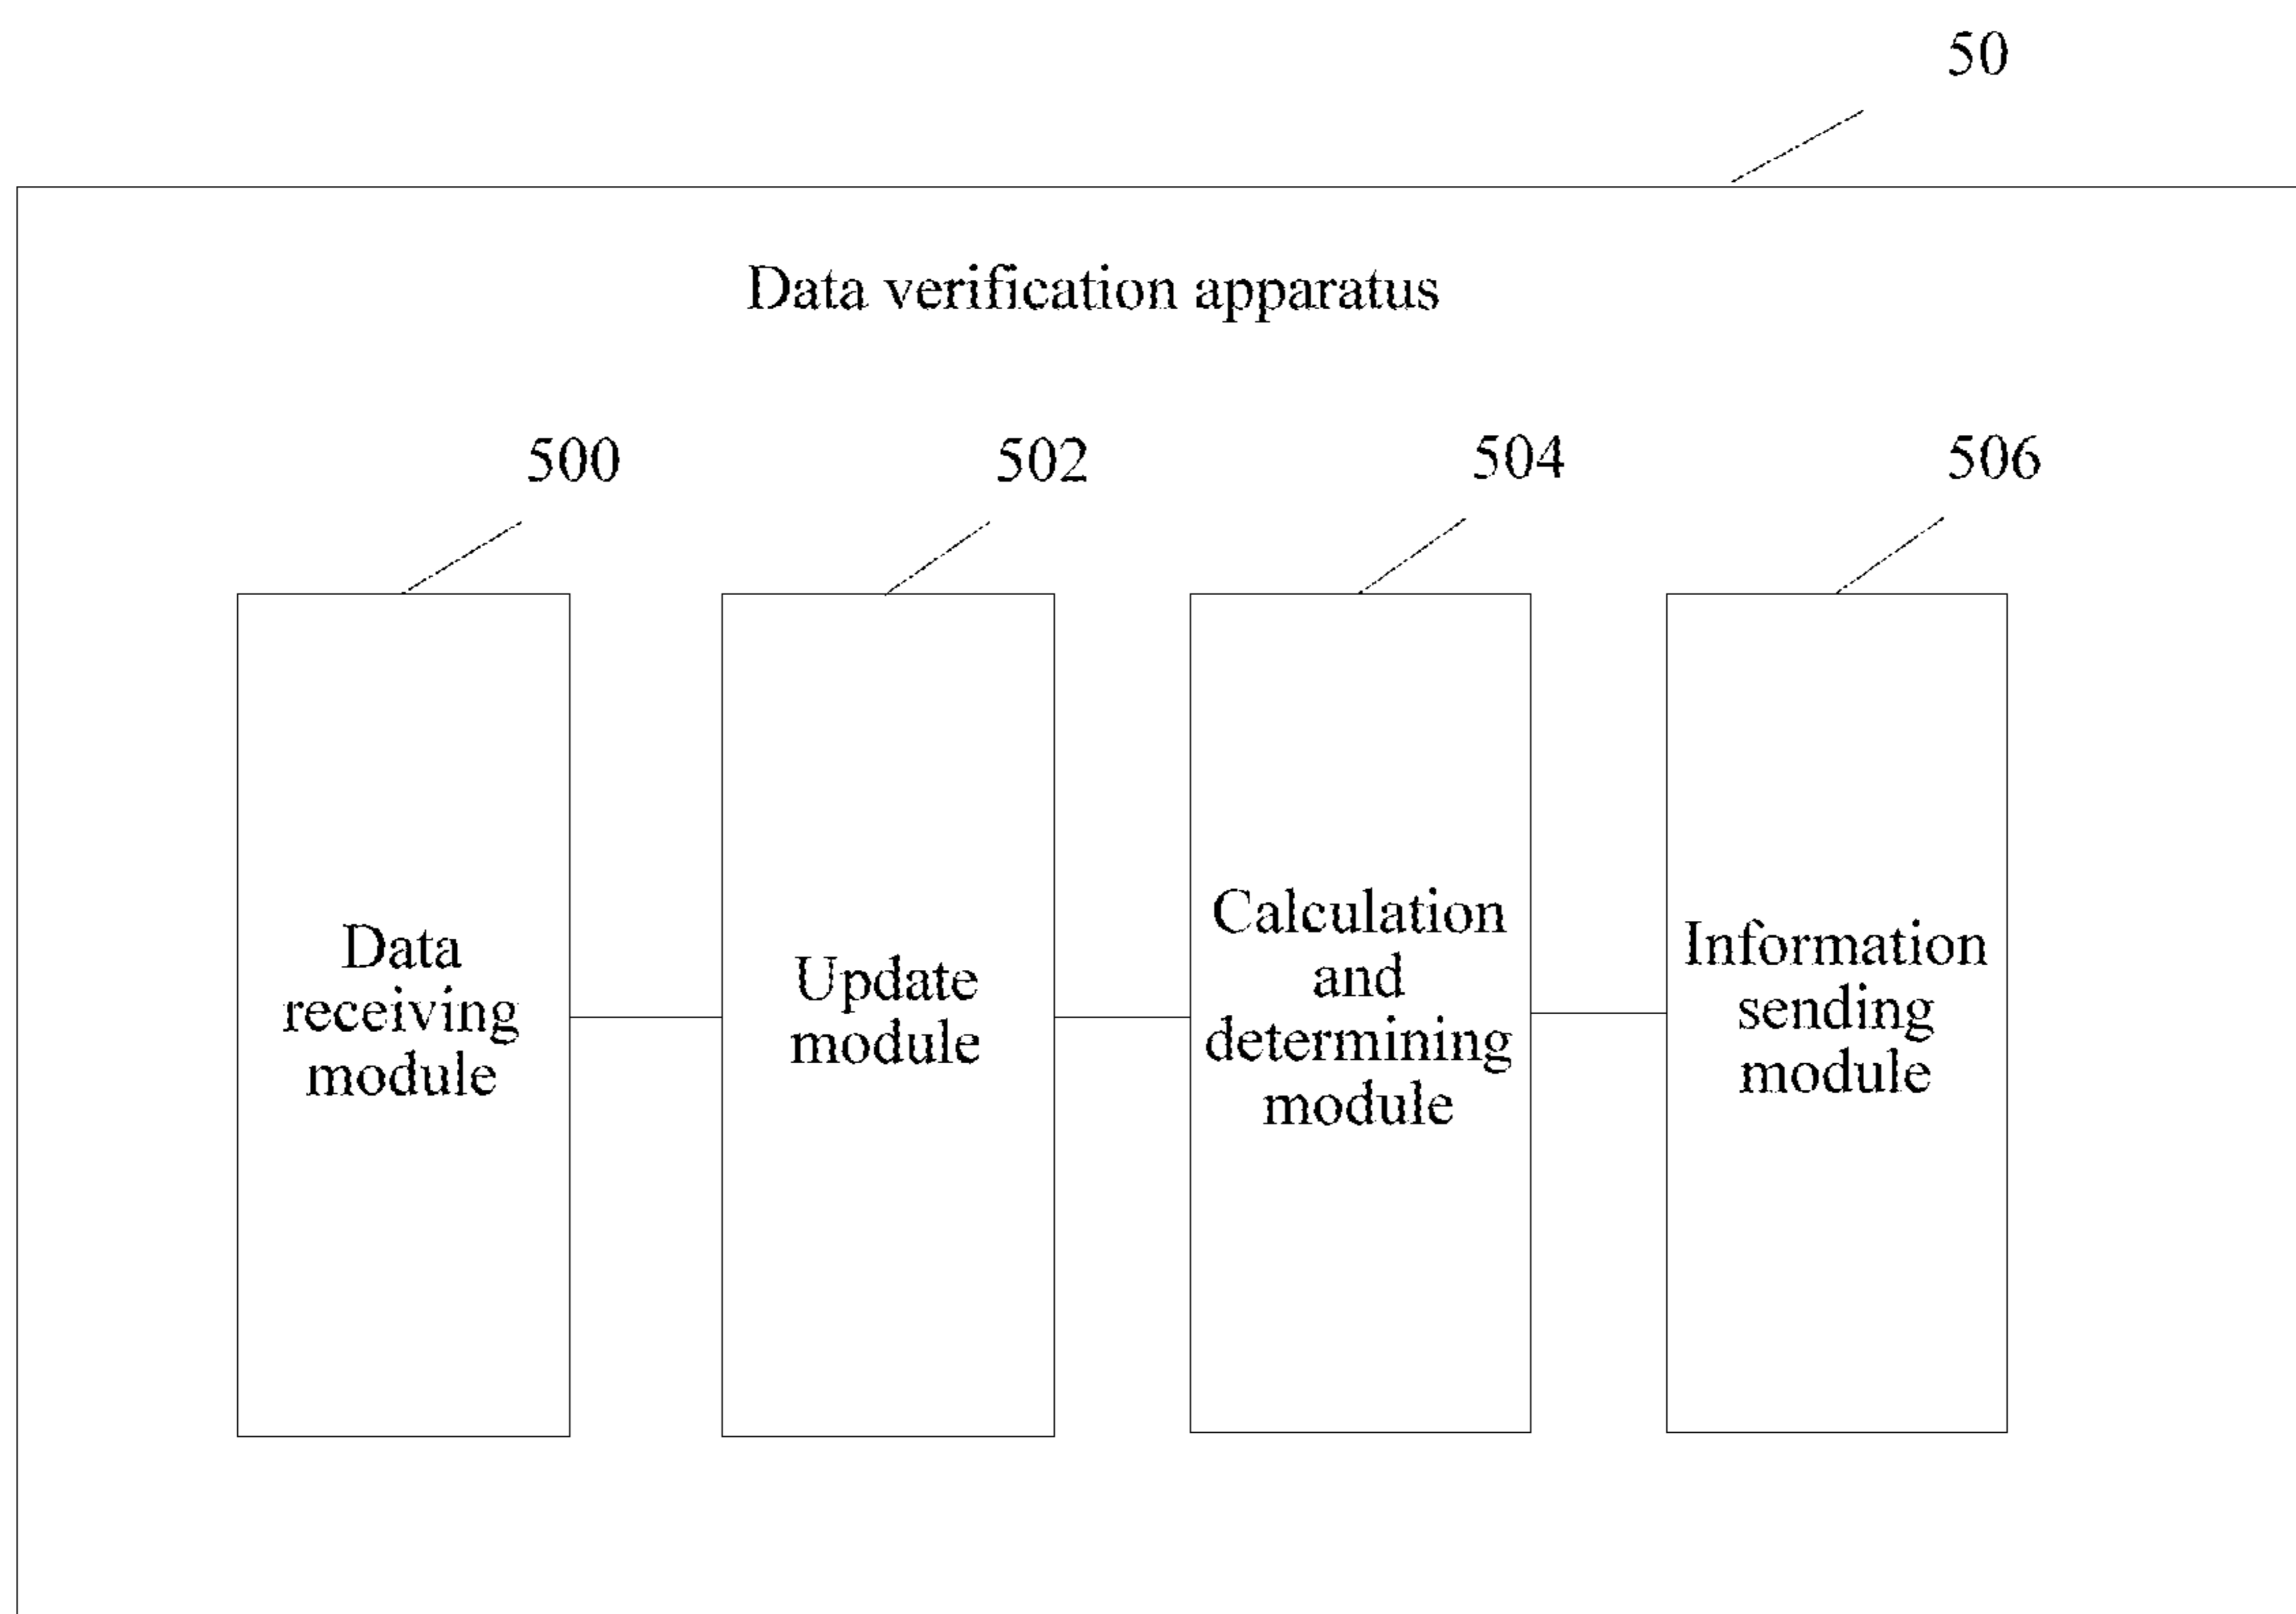 50
Data verification apparatus
500
502
504
506
Data
receiving
module
Update
module
Calculation
and
determining
module
Information
sending
module